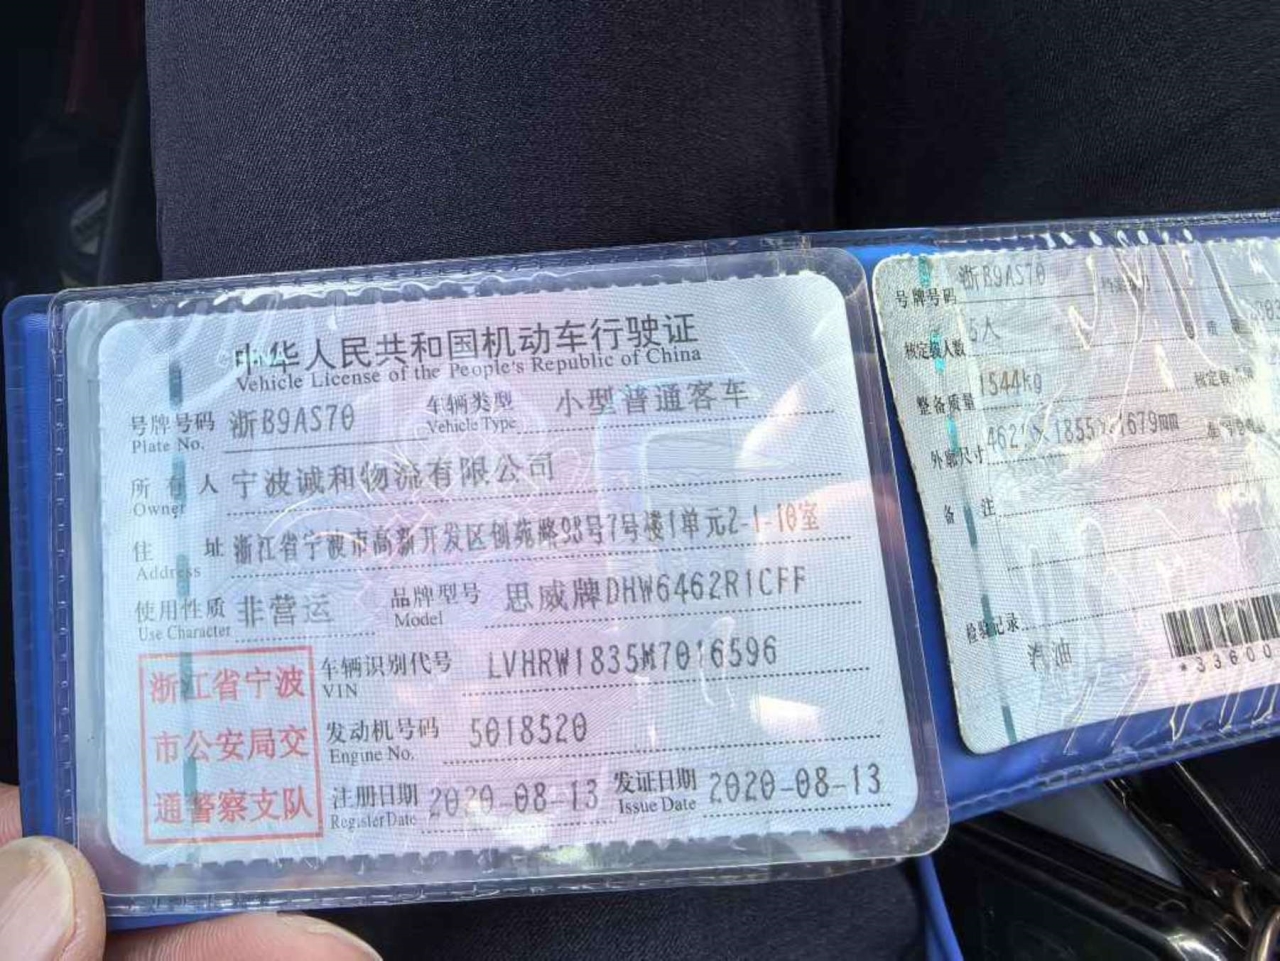 中华人民共和国机动车行驶证
Vehicle License of the People's Republic of China
号牌号码 浙B9AS70 车辆类型 小型普通客车
Plate No. Vehicle Type
所有人 宁波诚和物流有限公司
Owner
住址 浙江省宁波市高新开发区创苑路98号7号楼1单元2-1-10室
Address
使用性质 非营运 品牌型号 思威牌DHW6462R1CFF
Use Character Model
浙江省宁波
市公安局交
通警察支队
车辆识别代号 LVHRW1835M7016596
VIN
发动机号码 5018520
Engine No.
注册日期 2020-08-13 发证日期 2020-08-13
Register Date Issue Date
号牌号码 浙B9AS70
核定载人数 5人
整备质量 1544kg
外廓尺寸 1855×1679mm
备注
检验记录
汽油
*33600